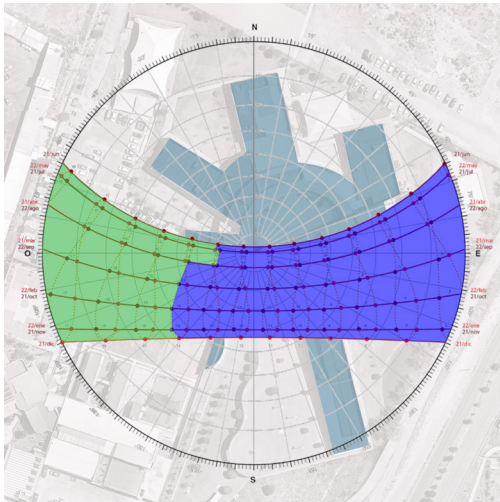 N
21/jun
22/may
21/jul
21/abr
22/ago
21/mar
22/sep
O
22/feb
21/oct
22/ene
21/nov
21/dic
21/jun
22/may
21/jul
21/abr
22/ago
21/mar
22/sep
E
22/feb
21/oct
22/ene
21/nov
21/dic
S